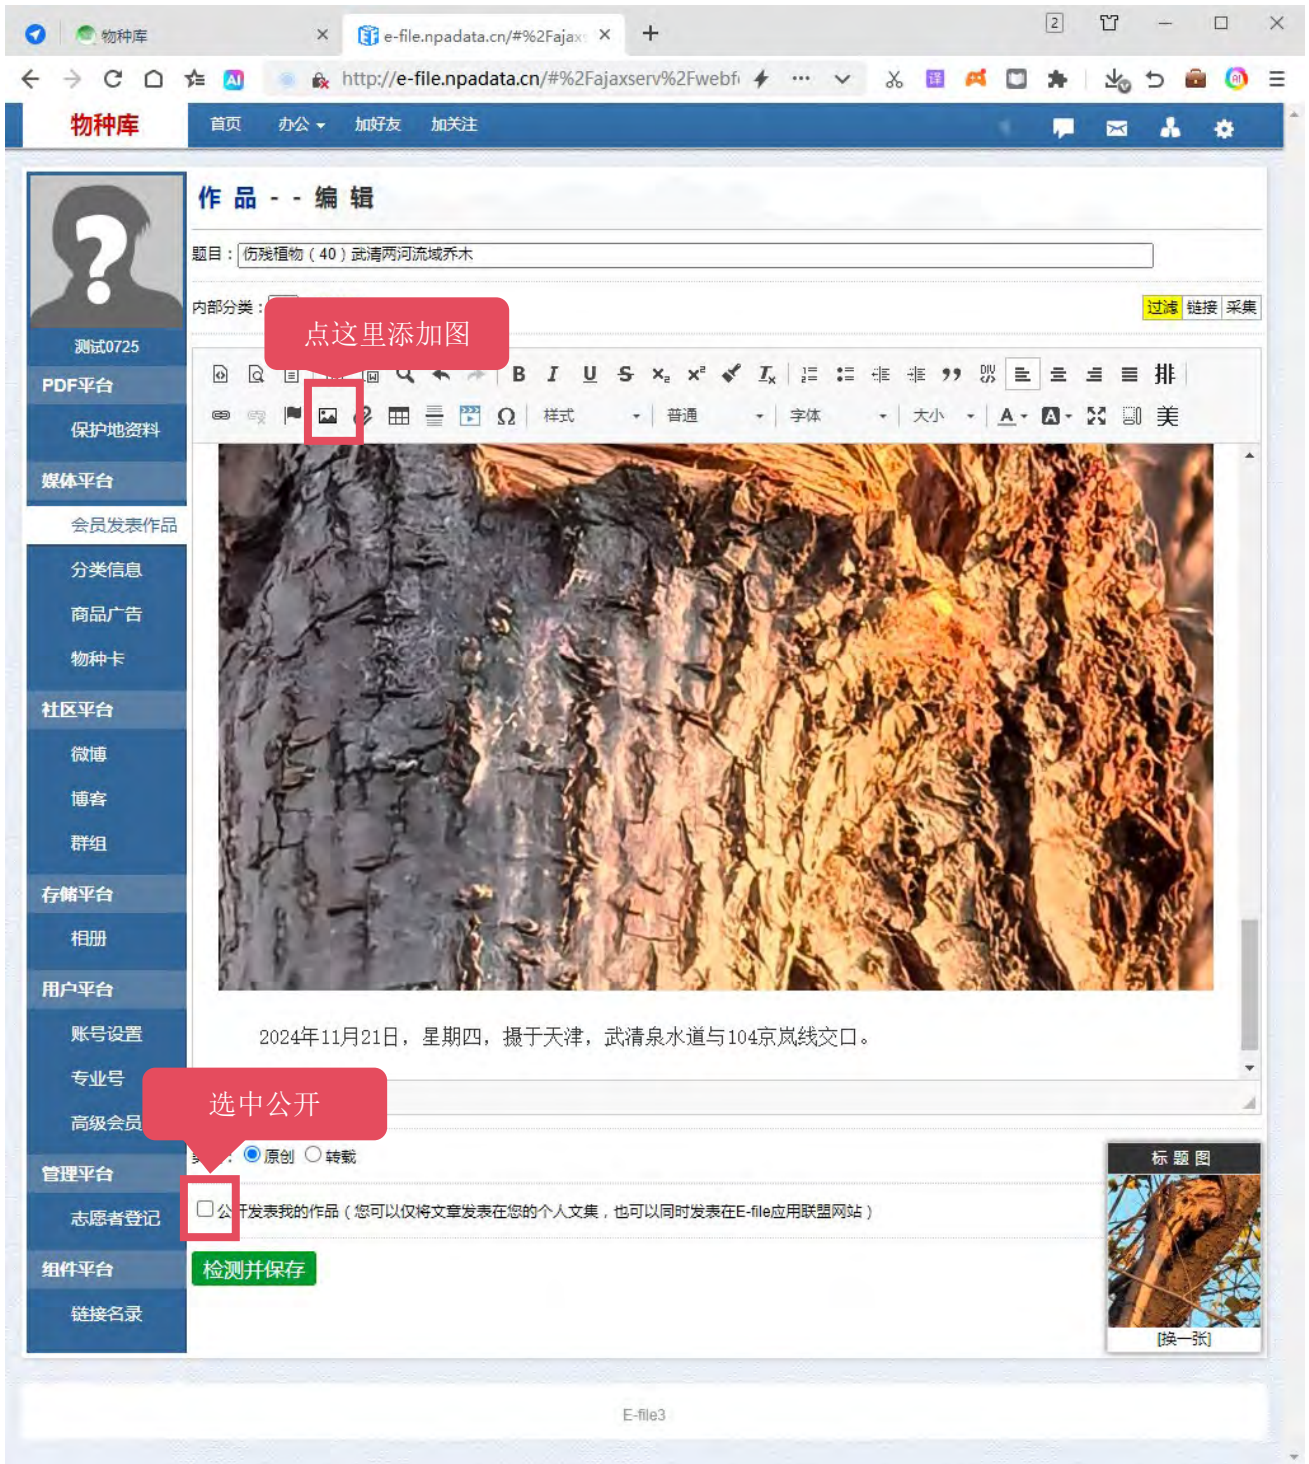 物种库
e-file.npadata.cn/#%2Fajax
2
http://e-file.npadata.cn/#%2Fajaxserv%2Fwebf
物种库
首页 办公 加好友 加关注
作 品 - - 编 辑
题目：伤残植物（40）武清两河流域乔木
内部分类：
过滤 链接 采集
点这里添加图
测试0725
PDF平台
保护地资料
媒体平台
会员发表作品
分类信息
商品广告
物种卡
社区平台
微博
博客
群组
存储平台
相册
用户平台
账号设置
专业号
高级会员
管理平台
志愿者登记
组件平台
链接名录
B I U S x₂ x² Tx 排
Ω 样式 普通 字体 大小 A A 美
2024年11月21日，星期四，摄于天津，武清泉水道与104京岚线交口。
选中公开
原创 转载
公开发表我的作品（您可以仅将文章发表在您的个人文集，也可以同时发表在E-file应用联盟网站）
检测并保存
标 题 图
[换一张]
E-file3